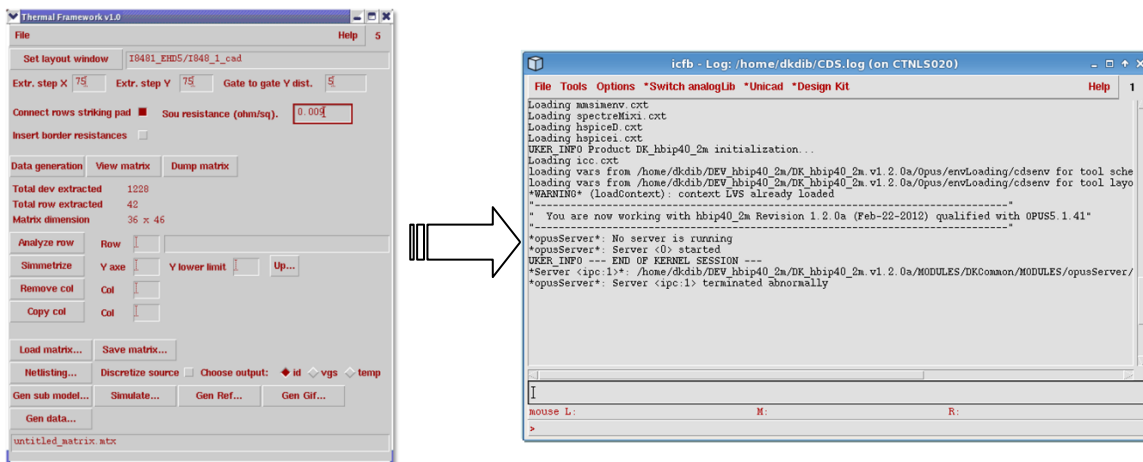 Thermal Framework v1.0
File Help 5
Set layout window I8481_EHD5/I848_1_cad
Extr. step X 75 Extr. step Y 75 Gate to gate Y dist. 5
Connect rows striking pad Sou resistance (ohm/sq). 0.009
Insert border resistances
Data generation View matrix Dump matrix
Total dev extracted 1228
Total row extracted 42
Matrix dimension 36 x 46
Analyze row Row
Simmetrize Y axe Y lower limit Up...
Remove col Col
Copy col Col
Load matrix... Save matrix...
Netlisting... Discretize source Choose output: id vgs temp
Gen sub model... Simulate... Gen Ref... Gen Gif...
Gen data...
untitled_matrix.mtx
icfb - Log: /home/dkdib/CDS.log (on CTNLS020)
File Tools Options *Switch analogLib *Unicad *Design Kit Help 1
Loading mmsimenv.cxt
Loading spectreMixi.cxt
Loading hspiceD.cxt
Loading hspicei.cxt
UKER_INFO Product DK_hbip40_2m initialization...
Loading icc.cxt
loading vars from /home/dkdib/DEV_hbip40_2m/DK_hbip40_2m.v1.2.0a/Opus/envLoading/cdsenv for tool sche
loading vars from /home/dkdib/DEV_hbip40_2m/DK_hbip40_2m.v1.2.0a/Opus/envLoading/cdsenv for tool layo
*WARNING* (loadContext): context LVS already loaded
"-----------------------------------------------------------------------"
" You are now working with hbip40_2m Revision 1.2.0a (Feb-22-2012) qualified with OPUS5.1.41"
"-----------------------------------------------------------------------"
*opusServer*: No server is running
*opusServer*: Server <0> started
UKER_INFO --- END OF KERNEL SESSION ---
*Server <ipc:1>*: /home/dkdib/DEV_hbip40_2m/DK_hbip40_2m.v1.2.0a/MODULES/DKCommon/MODULES/opusServer/
*opusServer*: Server <ipc:1> terminated abnormally
mouse L: M: R:
>